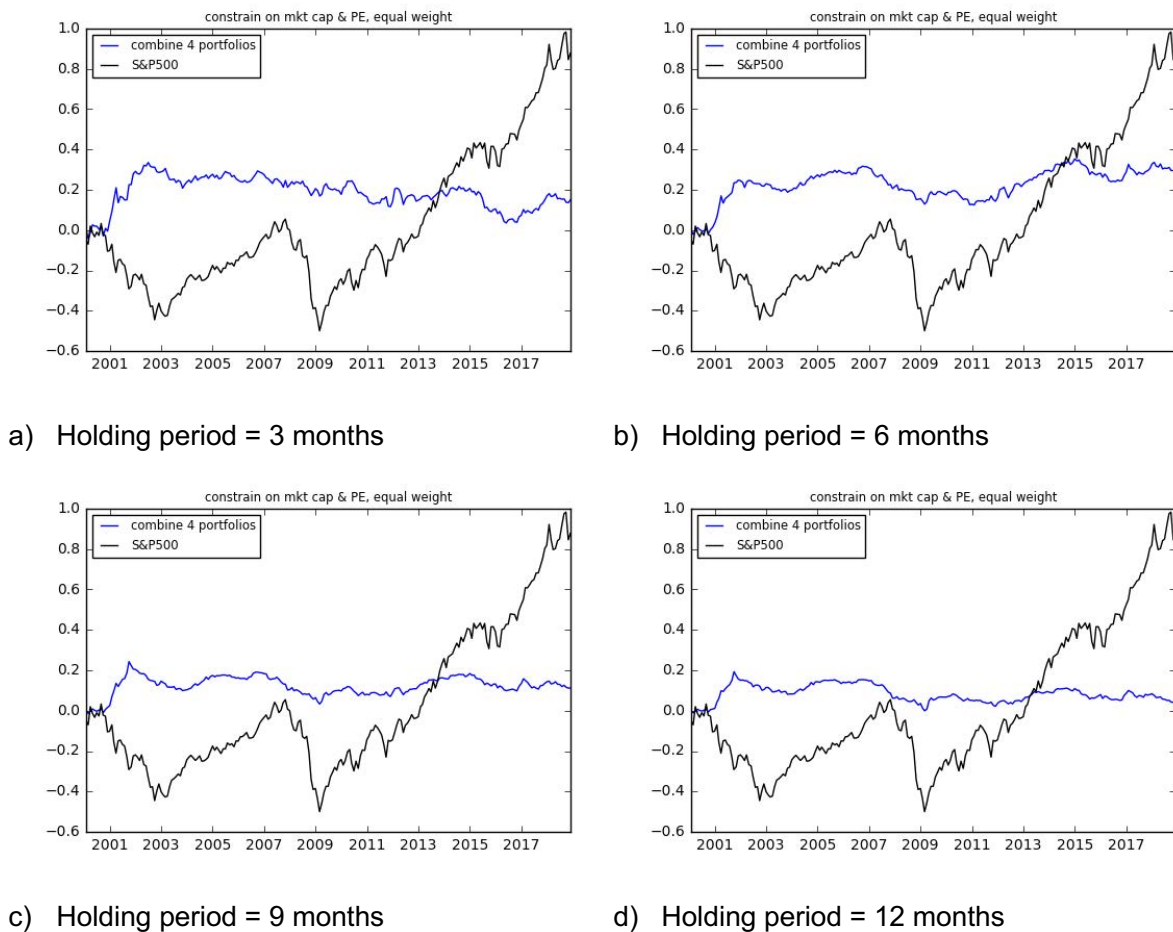 constrain on mkt cap & PE, equal weight
1.0
0.8
0.6
0.4
0.2
0.0
−0.2
−0.4
−0.6
combine 4 portfolios
S&P500
2001 2003 2005 2007 2009 2011 2013 2015 2017
a) Holding period = 3 months
constrain on mkt cap & PE, equal weight
1.0
0.8
0.6
0.4
0.2
0.0
−0.2
−0.4
−0.6
combine 4 portfolios
S&P500
2001 2003 2005 2007 2009 2011 2013 2015 2017
b) Holding period = 6 months
constrain on mkt cap & PE, equal weight
1.0
0.8
0.6
0.4
0.2
0.0
−0.2
−0.4
−0.6
combine 4 portfolios
S&P500
2001 2003 2005 2007 2009 2011 2013 2015 2017
c) Holding period = 9 months
constrain on mkt cap & PE, equal weight
1.0
0.8
0.6
0.4
0.2
0.0
−0.2
−0.4
−0.6
combine 4 portfolios
S&P500
2001 2003 2005 2007 2009 2011 2013 2015 2017
d) Holding period = 12 months